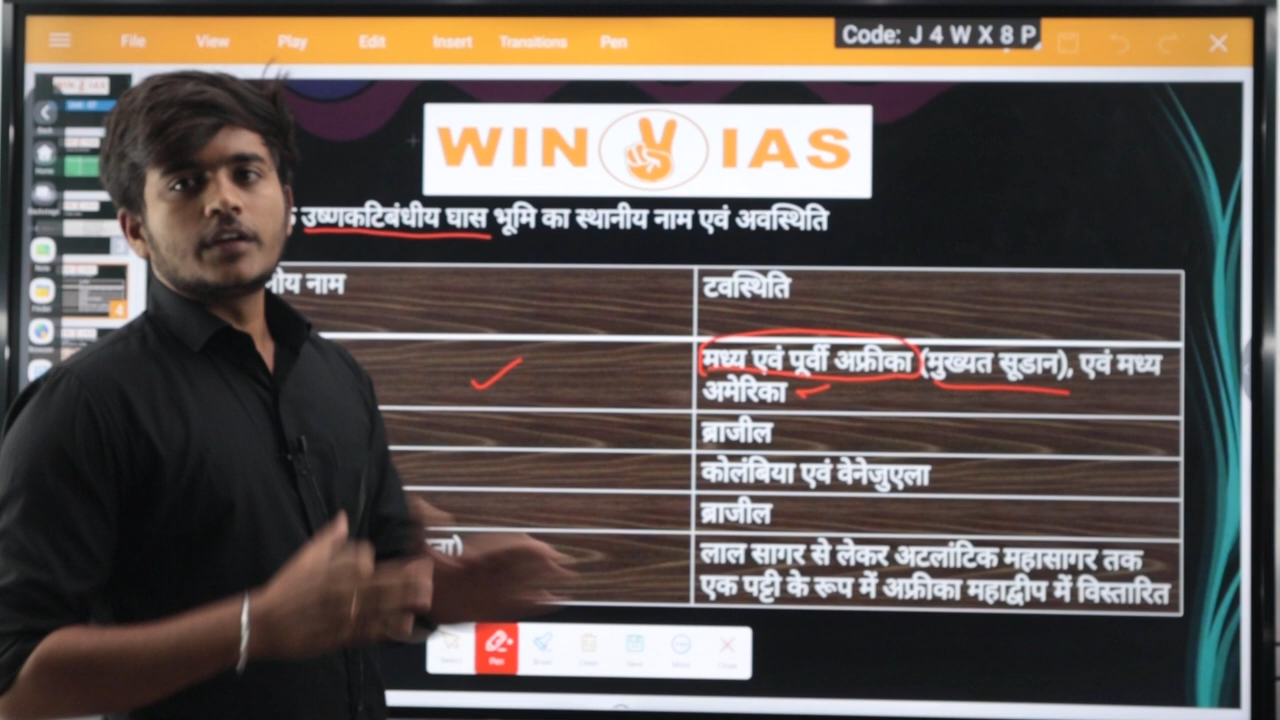 File View Play Edit Insert Transitions Pen
Code: J 4 W X 8 P
WIN IAS
उष्णकटिबंधीय घास भूमि का स्थानीय नाम एवं अवस्थिति
नाम
टवस्थिति
मध्य एवं पूर्वी अफ्रीका (मुख्यत सूडान), एवं मध्य
अमेरिका
ब्राजील
कोलंबिया एवं वेनेजुएला
ब्राजील
लाल सागर से लेकर अटलांटिक महासागर तक
एक पट्टी के रूप में अफ्रीका महाद्वीप में विस्तारित
Pen